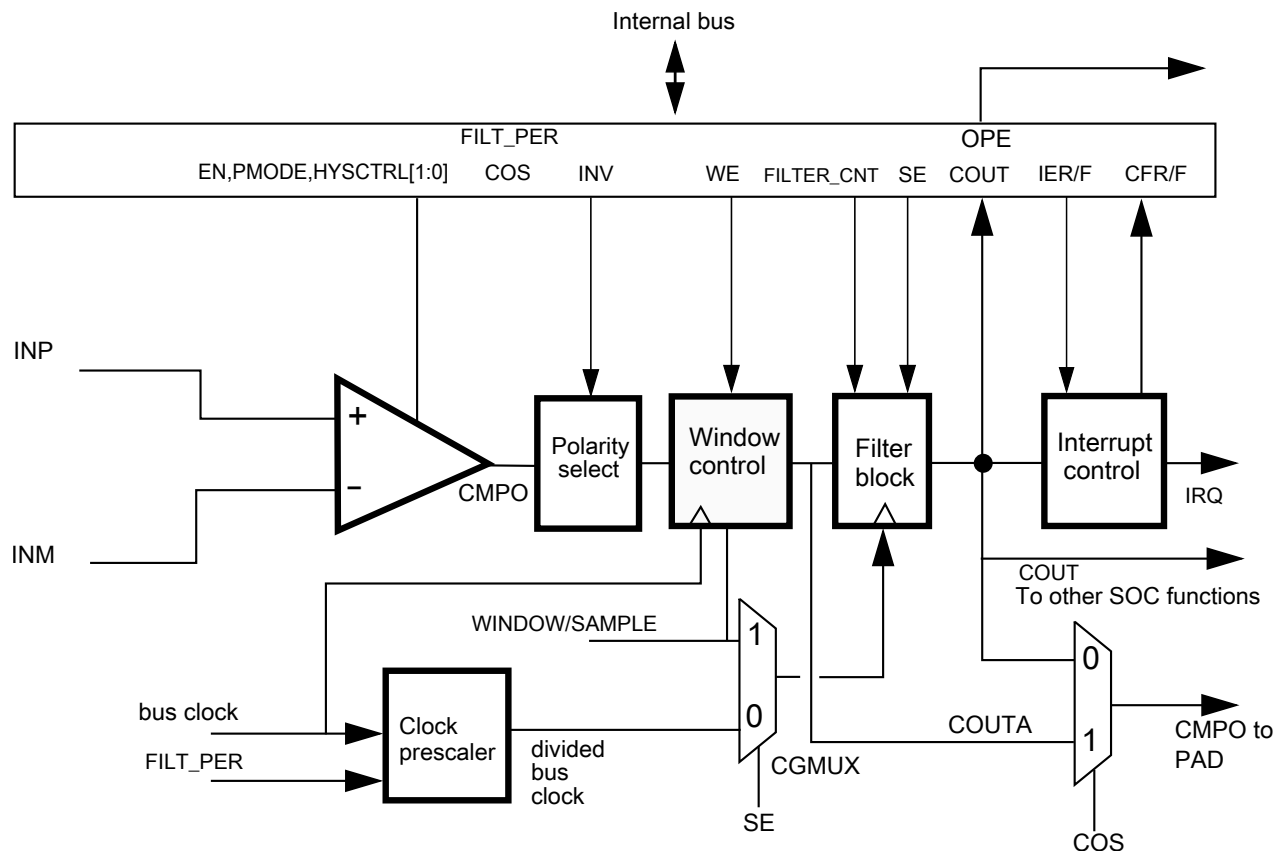 Internal bus
FILT_PER
OPE
EN,PMODE,HYSCTRL[1:0]
COS
INV
WE
FILTER_CNT
SE
COUT
IER/F
CFR/F
INP
+
−
INM
CMPO
Polarity
select
Window
control
Filter
block
Interrupt
control
IRQ
COUT
To other SOC functions
WINDOW/SAMPLE
1
0
CGMUX
SE
bus clock
FILT_PER
Clock
prescaler
divided
bus
clock
COUTA
0
1
CMPO to
PAD
COS